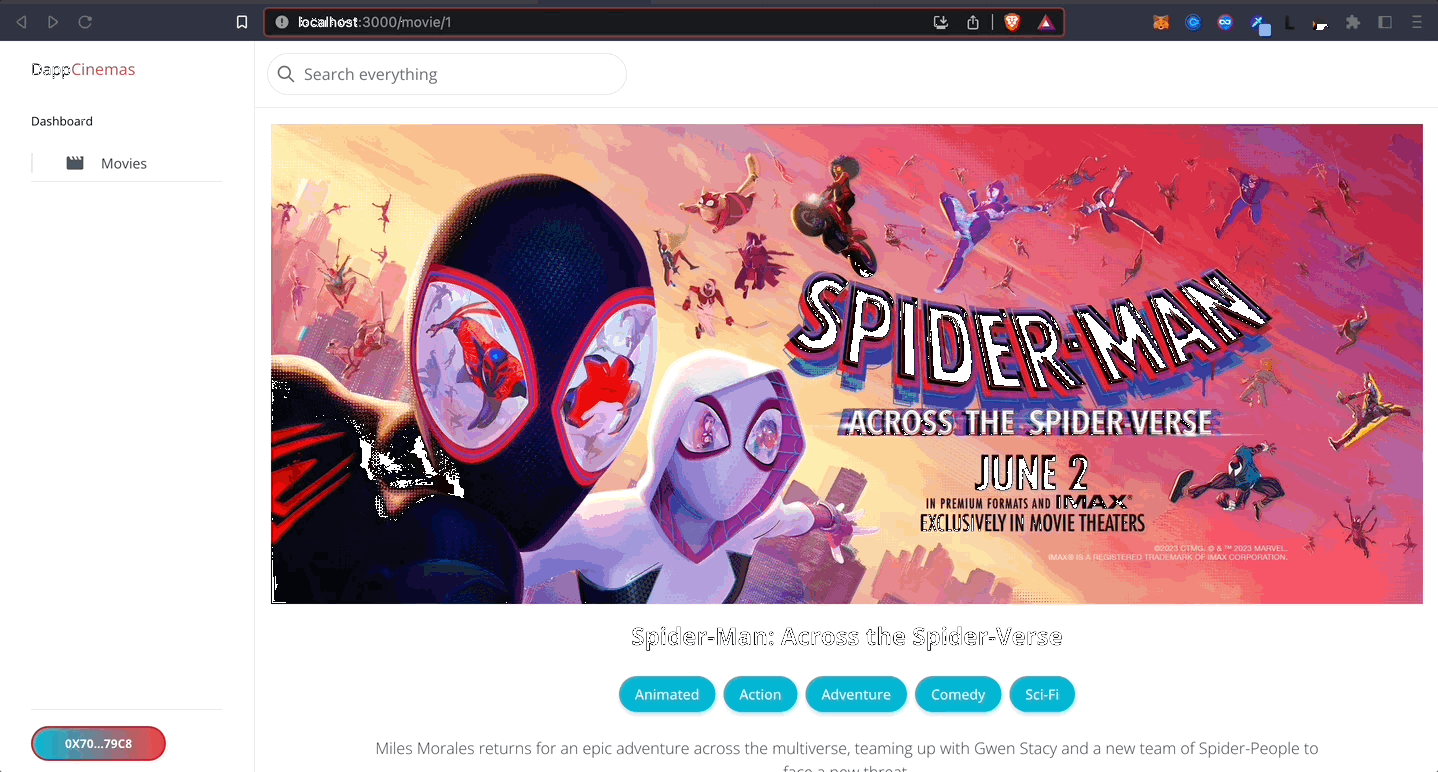 localhost:3000/movie/1
DappCinemas
Search everything
Dashboard
Movies
SPIDER-MAN
ACROSS THE SPIDER-VERSE
JUNE 2
IN PREMIUM FORMATS AND IMAX®
EXCLUSIVELY IN MOVIE THEATERS
©2023 CTMG. © & ™ 2023 MARVEL.
IMAX® IS A REGISTERED TRADEMARK OF IMAX CORPORATION.
Spider-Man: Across the Spider-Verse
Animated
Action
Adventure
Comedy
Sci-Fi
Miles Morales returns for an epic adventure across the multiverse, teaming up with Gwen Stacy and a new team of Spider-People to
face a new threat.
0X70...79C8